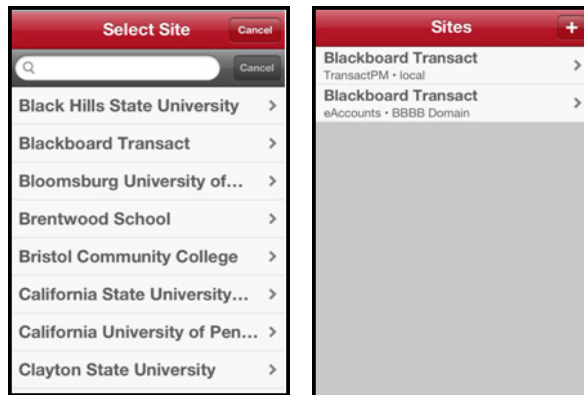 Select Site
Cancel
Cancel
Black Hills State University
Blackboard Transact
Bloomsburg University of...
Brentwood School
Bristol Community College
California State University...
California University of Pen...
Clayton State University
Sites
+
Blackboard Transact
TransactPM • local
Blackboard Transact
eAccounts • BBBB Domain